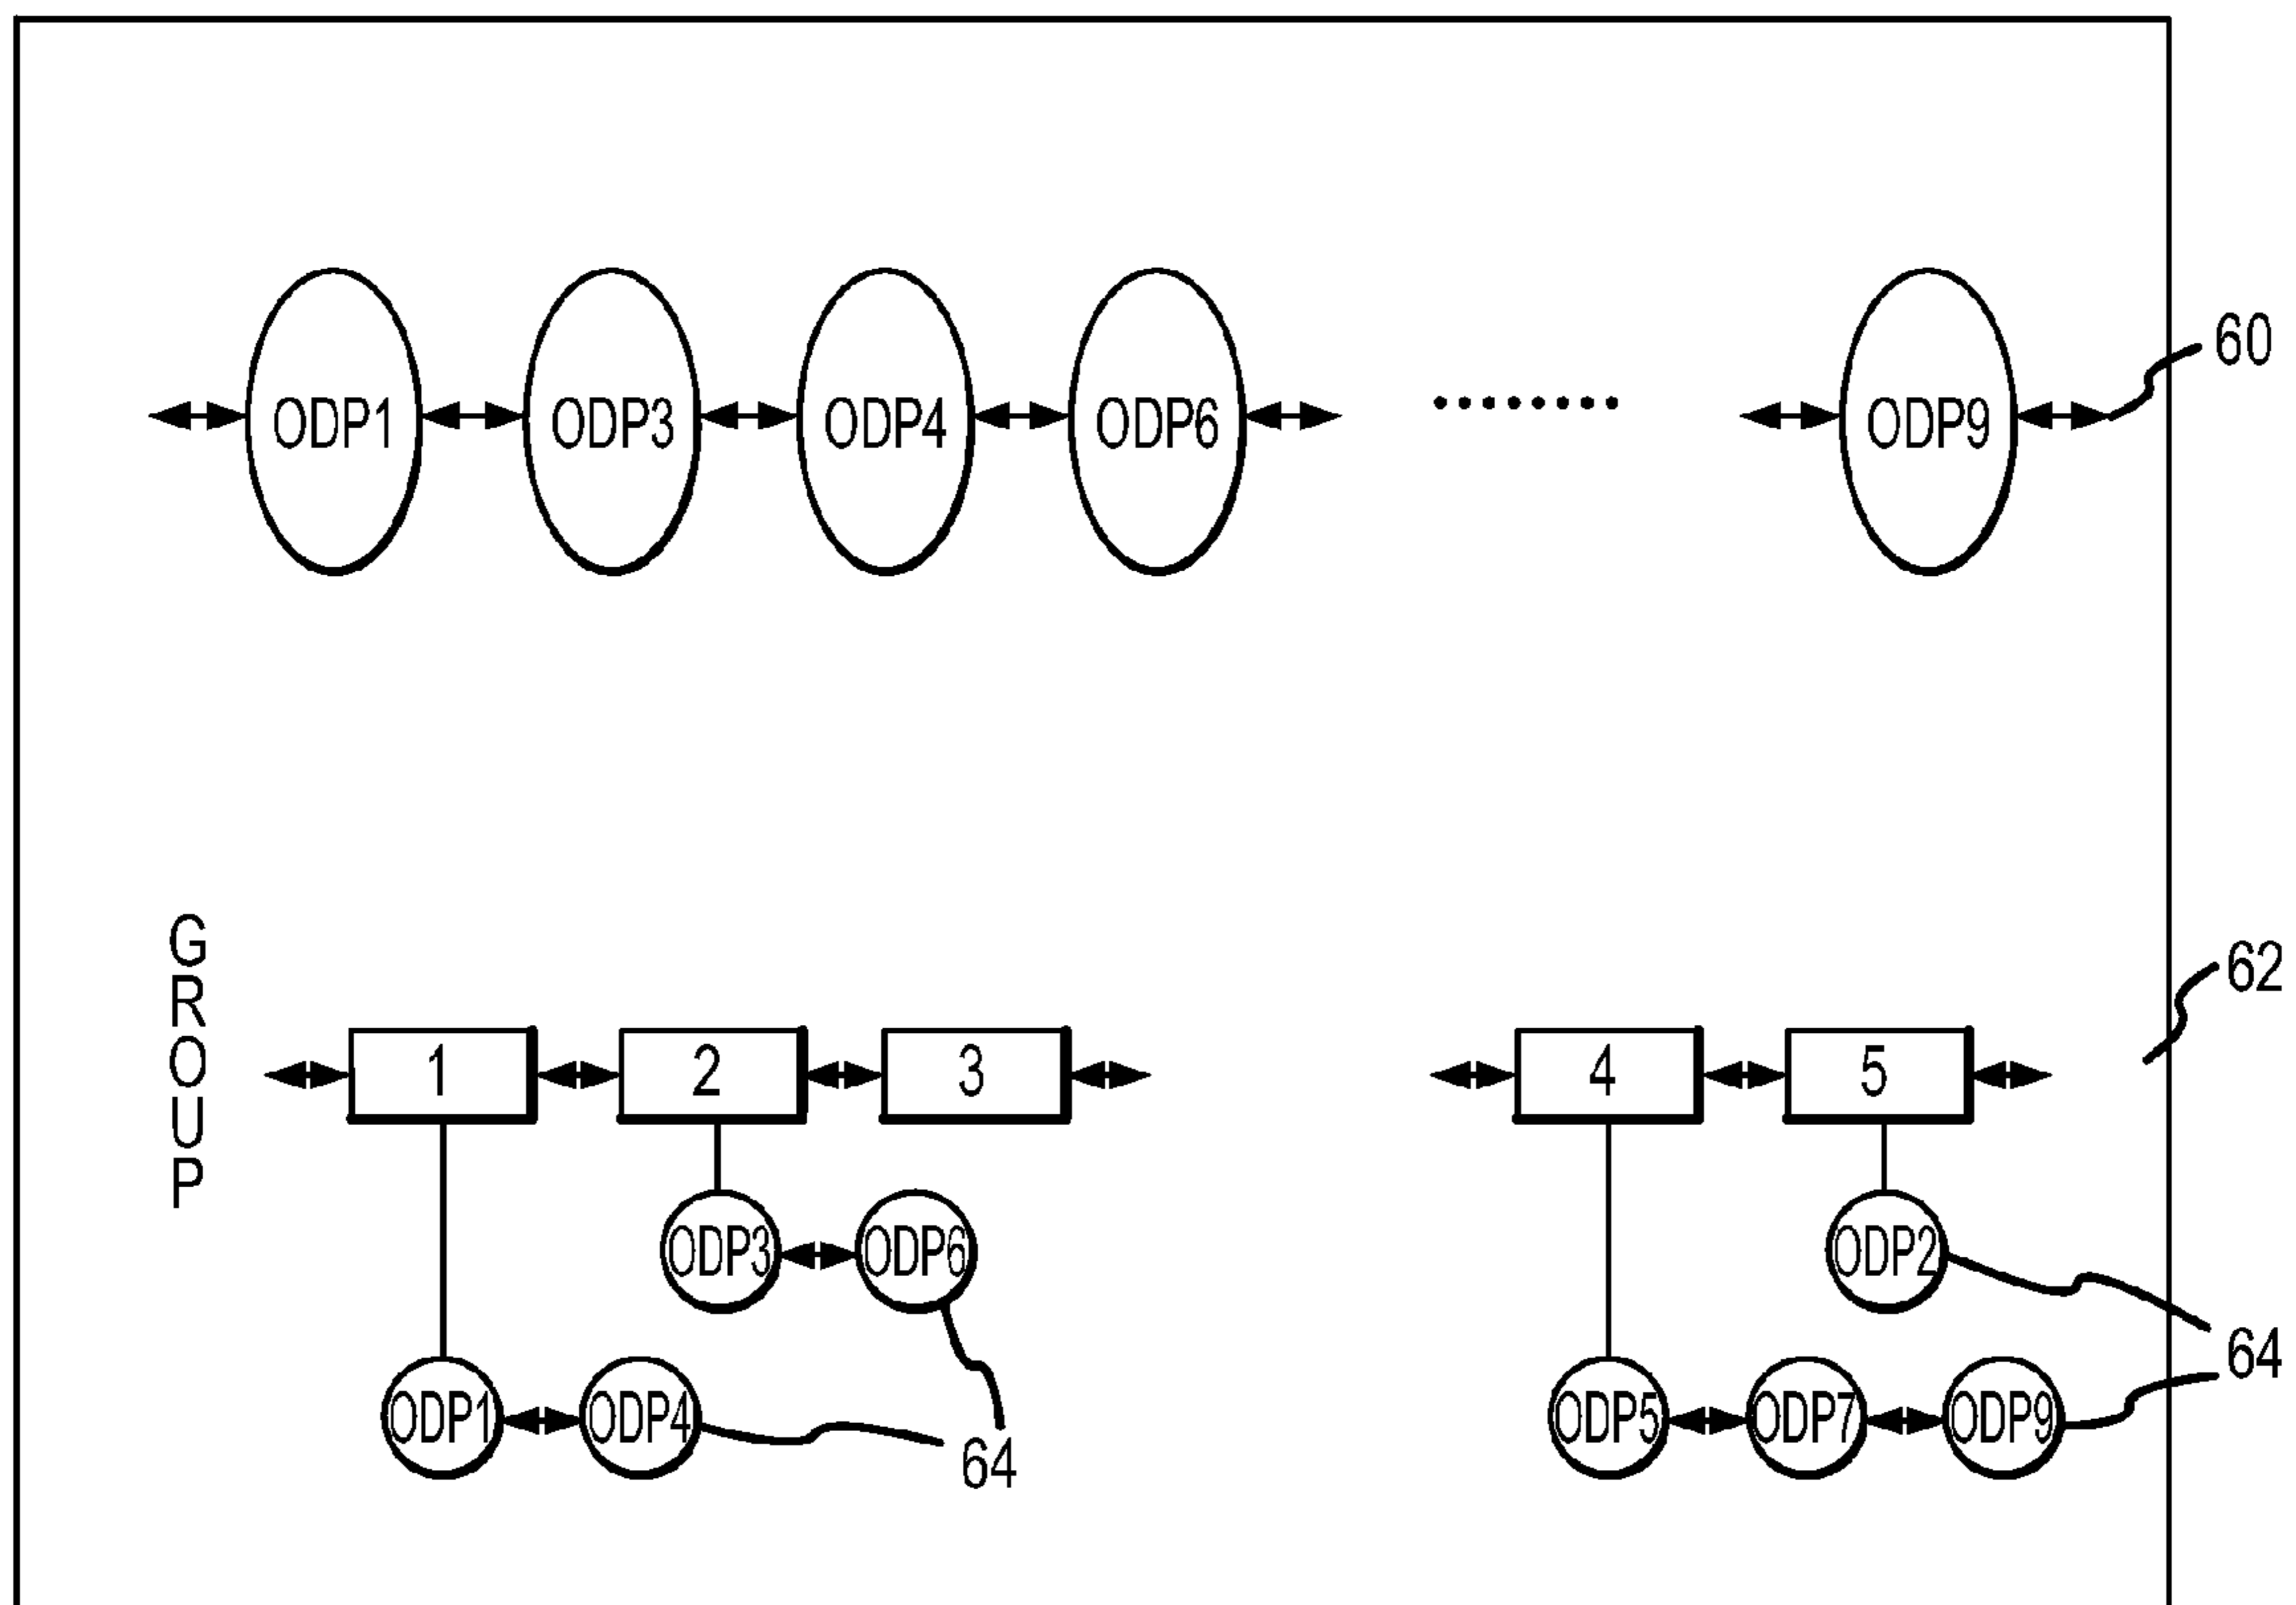 60
ODP1 ODP3 ODP4 ODP6 ........ ODP9
GROUP
62
1 2 3 4 5
ODP3 ODP6 ODP2
64
ODP1 ODP4 ODP5 ODP7 ODP9
64